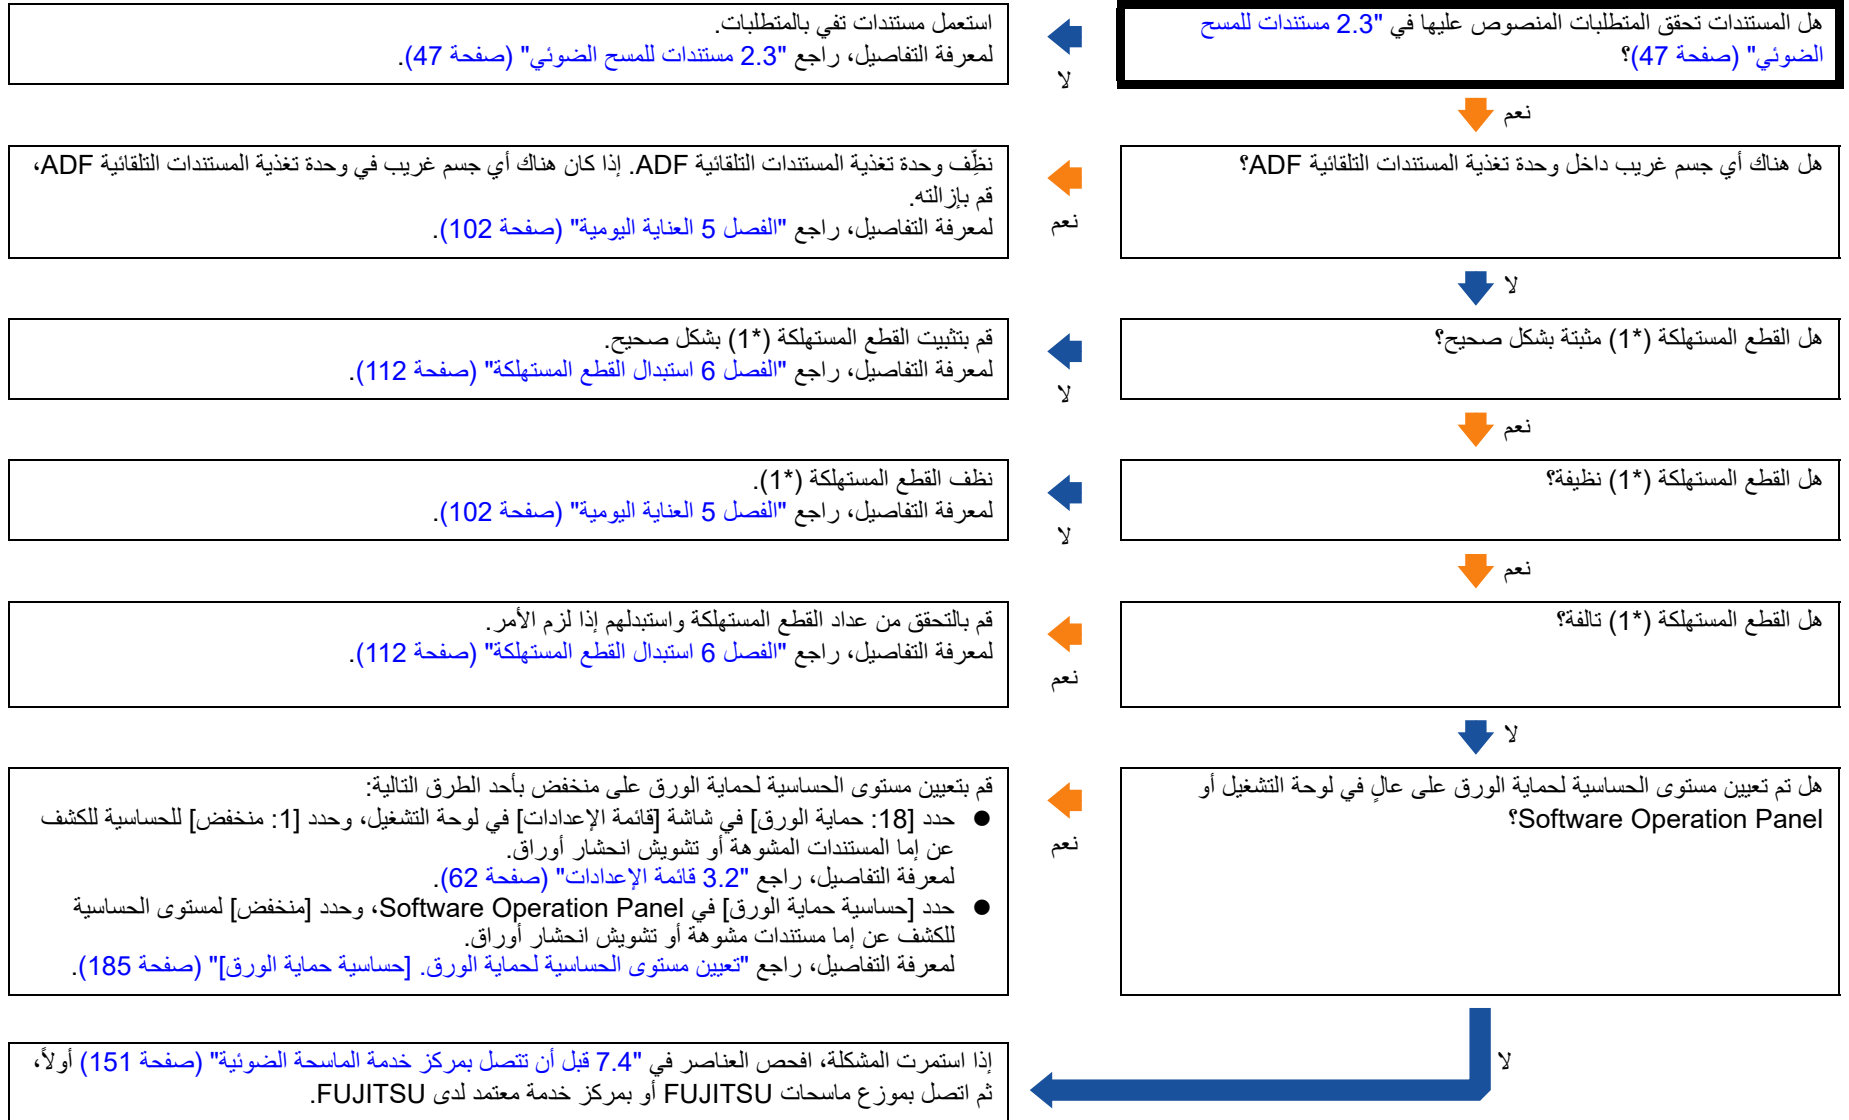 هل المستندات تحقق المتطلبات المنصوص عليها في "2.3 مستندات للمسح
الضوئي" (صفحة 47)؟
لا
استعمل مستندات تفي بالمتطلبات.
لمعرفة التفاصيل، راجع "2.3 مستندات للمسح الضوئي" (صفحة 47).
نعم
هل هناك أي جسم غريب داخل وحدة تغذية المستندات التلقائية ADF؟
نعم
نظِّف وحدة تغذية المستندات التلقائية ADF. إذا كان هناك أي جسم غريب في وحدة تغذية المستندات التلقائية ADF،
قم بإزالته.
لمعرفة التفاصيل، راجع "الفصل 5 العناية اليومية" (صفحة 102).
لا
هل القطع المستهلكة (*1) مثبتة بشكل صحيح؟
لا
قم بتثبيت القطع المستهلكة (*1) بشكل صحيح.
لمعرفة التفاصيل، راجع "الفصل 6 استبدال القطع المستهلكة" (صفحة 112).
نعم
هل القطع المستهلكة (*1) نظيفة؟
لا
نظف القطع المستهلكة (*1).
لمعرفة التفاصيل، راجع "الفصل 5 العناية اليومية" (صفحة 102).
نعم
هل القطع المستهلكة (*1) تالفة؟
نعم
قم بالتحقق من عداد القطع المستهلكة واستبدلهم إذا لزم الأمر.
لمعرفة التفاصيل، راجع "الفصل 6 استبدال القطع المستهلكة" (صفحة 112).
لا
هل تم تعيين مستوى الحساسية لحماية الورق على عالٍ في لوحة التشغيل أو
Software Operation Panel؟
نعم
قم بتعيين مستوى الحساسية لحماية الورق على منخفض بأحد الطرق التالية:
● حدد [18: حماية الورق] في شاشة [قائمة الإعدادات] في لوحة التشغيل، وحدد [1: منخفض] للحساسية للكشف
عن إما المستندات المشوهة أو تشويش انحشار أوراق.
لمعرفة التفاصيل، راجع "3.2 قائمة الإعدادات" (صفحة 62).
● حدد [حساسية حماية الورق] في Software Operation Panel، وحدد [منخفض] لمستوى الحساسية
للكشف عن إما مستندات مشوهة أو تشويش انحشار أوراق.
لمعرفة التفاصيل، راجع "تعيين مستوى الحساسية لحماية الورق. [حساسية حماية الورق]" (صفحة 185).
لا
إذا استمرت المشكلة، افحص العناصر في "7.4 قبل أن تتصل بمركز خدمة الماسحة الضوئية" (صفحة 151) أولاً،
ثم اتصل بموزع ماسحات FUJITSU أو بمركز خدمة معتمد لدى FUJITSU.